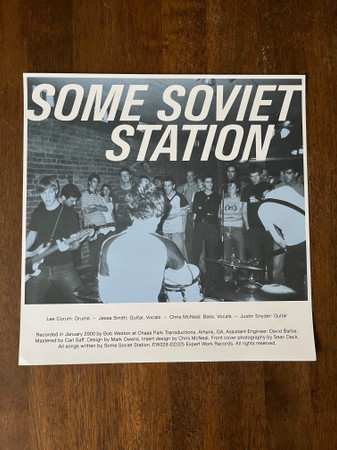 SOME SOVIET
STATION
Lee Corum: Drums – Jesse Smith: Guitar, Vocals – Chris McNeal: Bass, Vocals – Justin Snyder: Guitar
Recorded in January 2000 by Bob Weston at Chase Park Transductions, Athens, GA. Assistant Engineer: David Barbe.
Mastered by Carl Saff. Design by Mark Owens. Insert design by Chris McNeal. Front cover photography by Sean Deck.
All songs written by Some Soviet Station. Expert Work Records. All rights reserved.